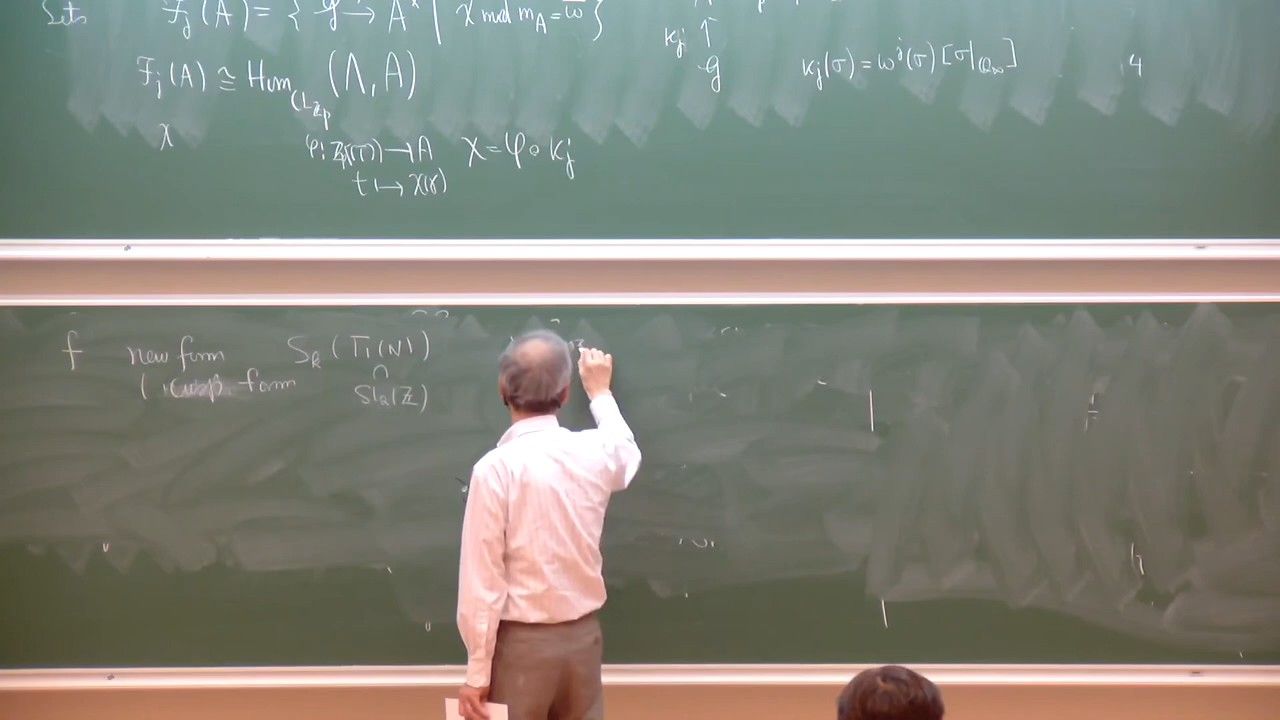 Sets F_j(A) = { 𝒢 → A^× | χ mod m_A = ω̄^j }
F_j(A) ≅ Hom_{CL_{Z_p}} (Λ, A)
χ
φ: Z_p[[T]] → A χ = φ ∘ κ_j
t ↦ χ(γ)
κ_j ↑
𝒢
κ_j(σ) = ω^j(σ) [σ|_{Q_∞}] 4
f new form S_k (Γ_1(N))
( cusp form ∩
SL_2(Z)